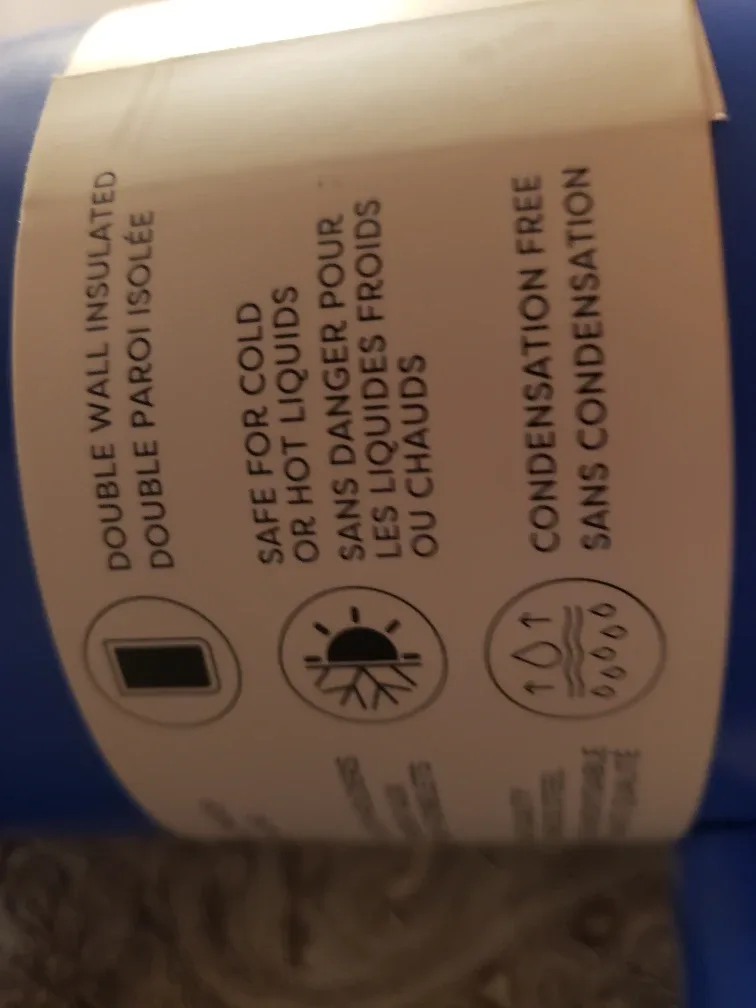 DOUBLE WALL INSULATED
DOUBLE PAROI ISOLÉE
SAFE FOR COLD
OR HOT LIQUIDS
SANS DANGER POUR
LES LIQUIDES FROIDS
OU CHAUDS
CONDENSATION FREE
SANS CONDENSATION